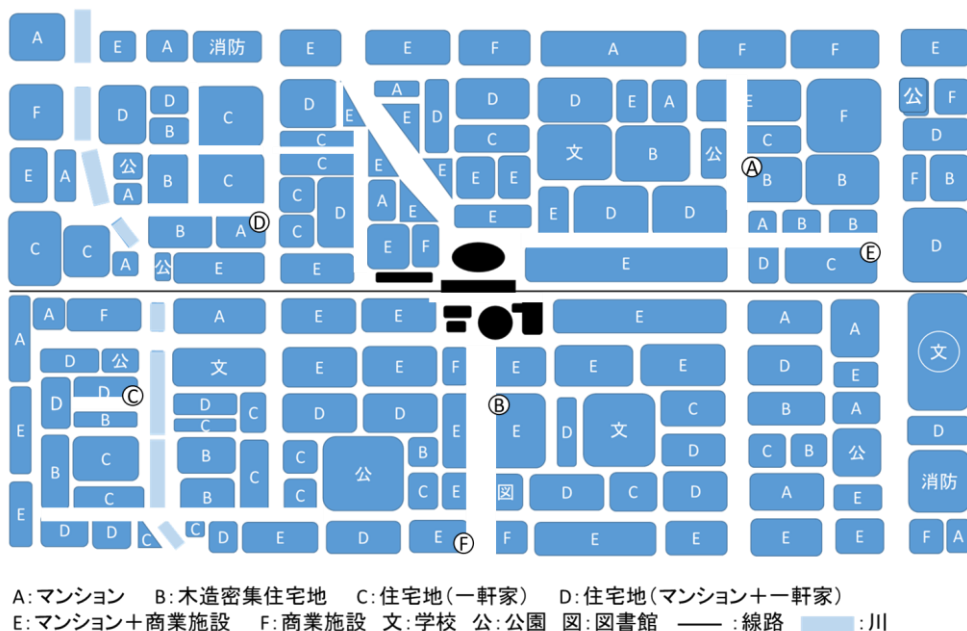 A E A 消防 E E F A F F E
F D D B C D E A E D D E A E F 公 F
C C D 文 B 公 C D
E A 公 A B C C C D E A E E E E B B F B
C C B A C E D A B B D
A 公 E E E F E D C
A A F A E E E A A
D 公 文 E E F E E E D E 文
D D B D C C D D E E D 文 C D B A D
E B C B C C 公 B C B 公
C B C C E 図 D C D A E 消防
E D D C C D E D E F E E E E F A
Ⓐ Ⓑ Ⓒ Ⓓ Ⓔ Ⓕ
A:マンション B:木造密集住宅地 C:住宅地(一軒家) D:住宅地(マンション+一軒家)
E:マンション+商業施設 F:商業施設 文:学校 公:公園 図:図書館 :線路 :川